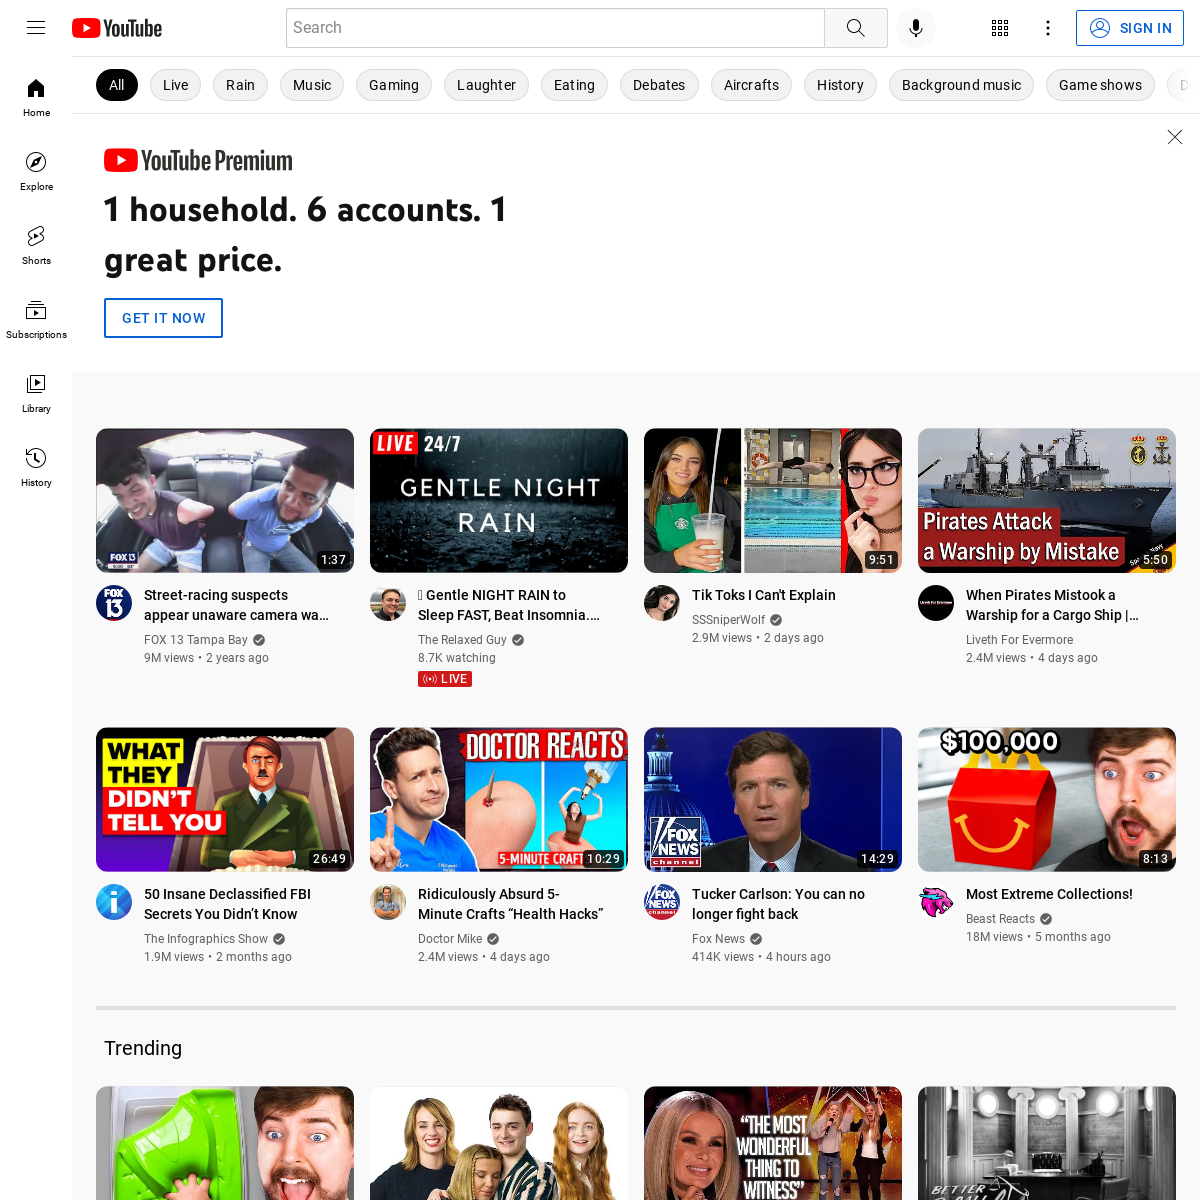 YouTube
Search
SIGN IN
All
Live
Rain
Music
Gaming
Laughter
Eating
Debates
Aircrafts
History
Background music
Game shows
Home
Explore
Shorts
Subscriptions
Library
History
YouTube Premium
1 household. 6 accounts. 1
great price.
GET IT NOW
FOX 13
1:37
LIVE 24/7
GENTLE NIGHT
RAIN
9:51
Pirates Attack
a Warship by Mistake
5:50
FOX
13
Street-racing suspects
appear unaware camera wa…
FOX 13 Tampa Bay
9M views • 2 years ago
Gentle NIGHT RAIN to
Sleep FAST, Beat Insomnia.…
The Relaxed Guy
8.7K watching
LIVE
Tik Toks I Can't Explain
SSSniperWolf
2.9M views • 2 days ago
Liveth For Evermore
When Pirates Mistook a
Warship for a Cargo Ship |…
Liveth For Evermore
2.4M views • 4 days ago
WHAT
THEY
DIDN'T
TELL YOU
26:49
DOCTOR REACTS
5-MINUTE CRAFT
10:29
FOX
NEWS
channel
14:29
$100,000
8:13
50 Insane Declassified FBI
Secrets You Didn’t Know
The Infographics Show
1.9M views • 2 months ago
Ridiculously Absurd 5-
Minute Crafts “Health Hacks”
Doctor Mike
2.4M views • 4 days ago
FOX
NEWS
channel
Tucker Carlson: You can no
longer fight back
Fox News
414K views • 4 hours ago
Most Extreme Collections!
Beast Reacts
18M views • 5 months ago
Trending
"THE MOST
WONDERFUL
THING TO
WITNESS"
BETTER